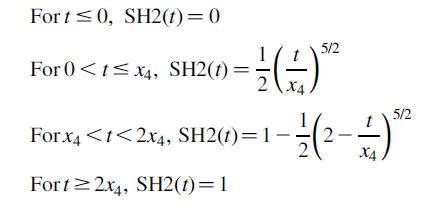 For t ≤ 0, SH2(t) = 0
For 0 < t ≤ x₄, SH2(t) = 1/2 (t/x₄)^5/2
For x₄ < t < 2x₄, SH2(t) = 1 − 1/2 (2 − t/x₄)^5/2
For t ≥ 2x₄, SH2(t) = 1